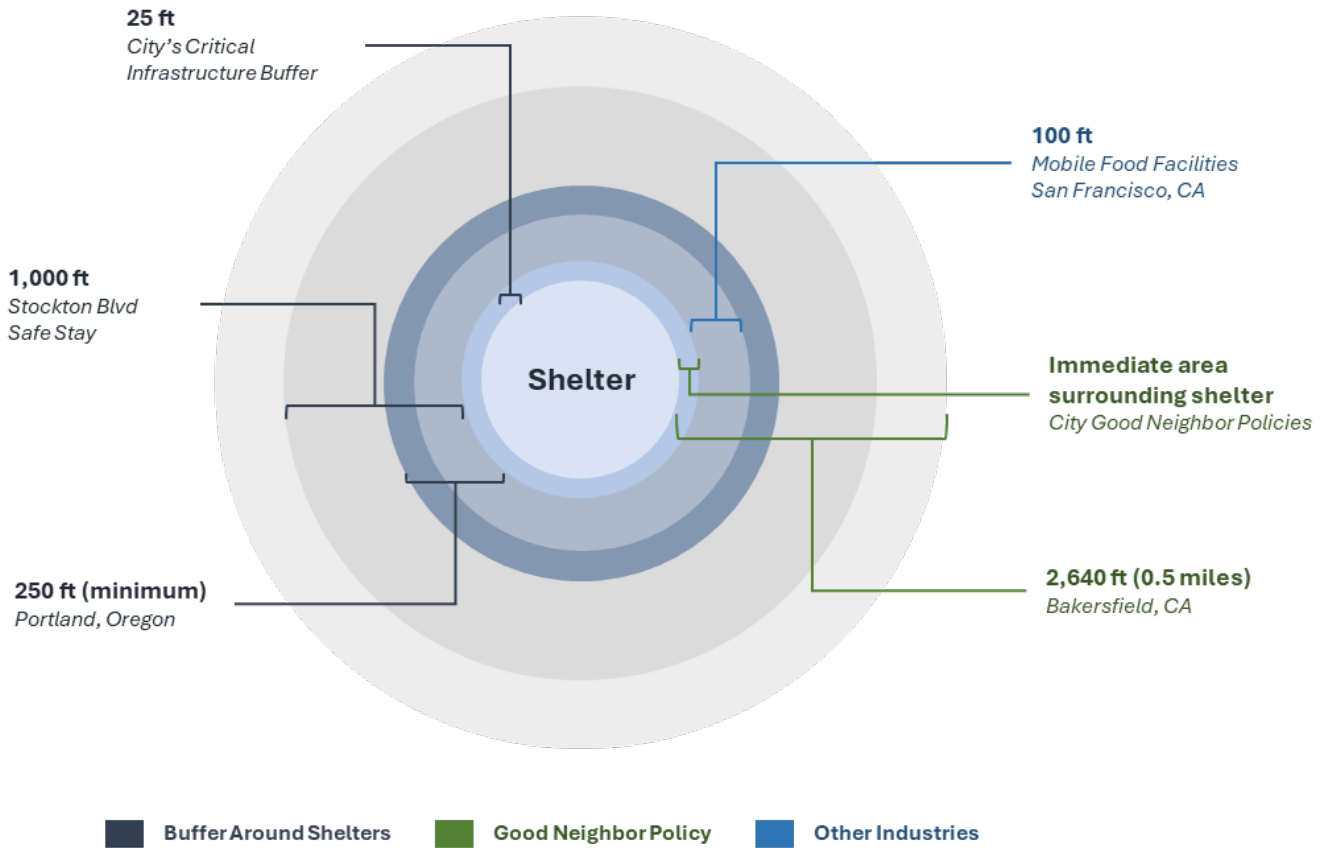 25 ft
City's Critical
Infrastructure Buffer
100 ft
Mobile Food Facilities
San Francisco, CA
1,000 ft
Stockton Blvd
Safe Stay
Shelter
Immediate area
surrounding shelter
City Good Neighbor Policies
250 ft (minimum)
Portland, Oregon
2,640 ft (0.5 miles)
Bakersfield, CA
Buffer Around Shelters
Good Neighbor Policy
Other Industries